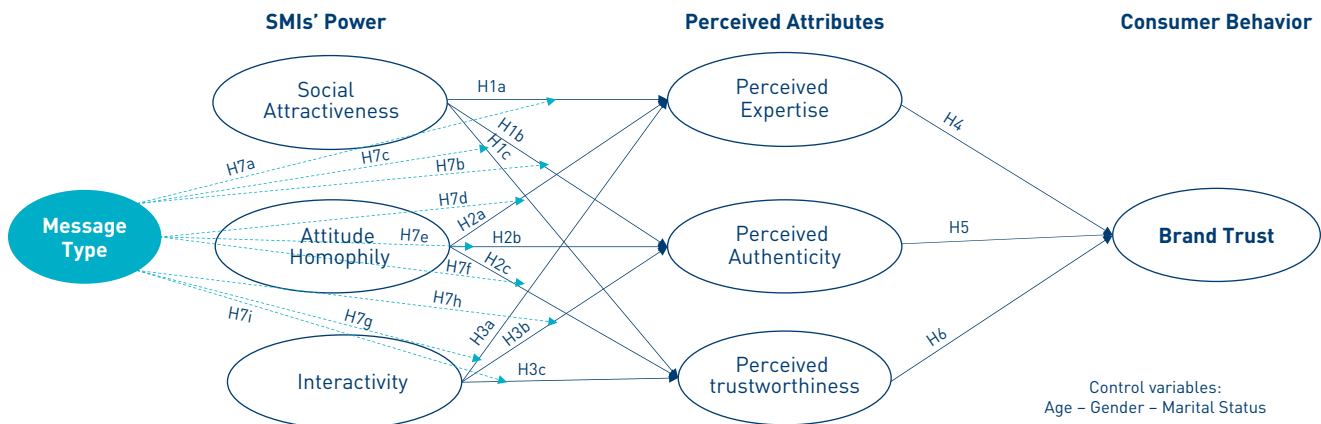 SMIs' Power
Perceived Attributes
Consumer Behavior
Social
Attractiveness
H1a
Perceived
Expertise
H1b
H1c
H4
H7a
H7c
H7b
H7d
Message
Type
Attitude
Homophily
H7e
H2a
H2b
H2c
H7f
Perceived
Authenticity
H5
Brand Trust
H7h
H7g
H7i
H3a
H3b
Interactivity
H3c
Perceived
trustworthiness
H6
Control variables:
Age – Gender – Marital Status